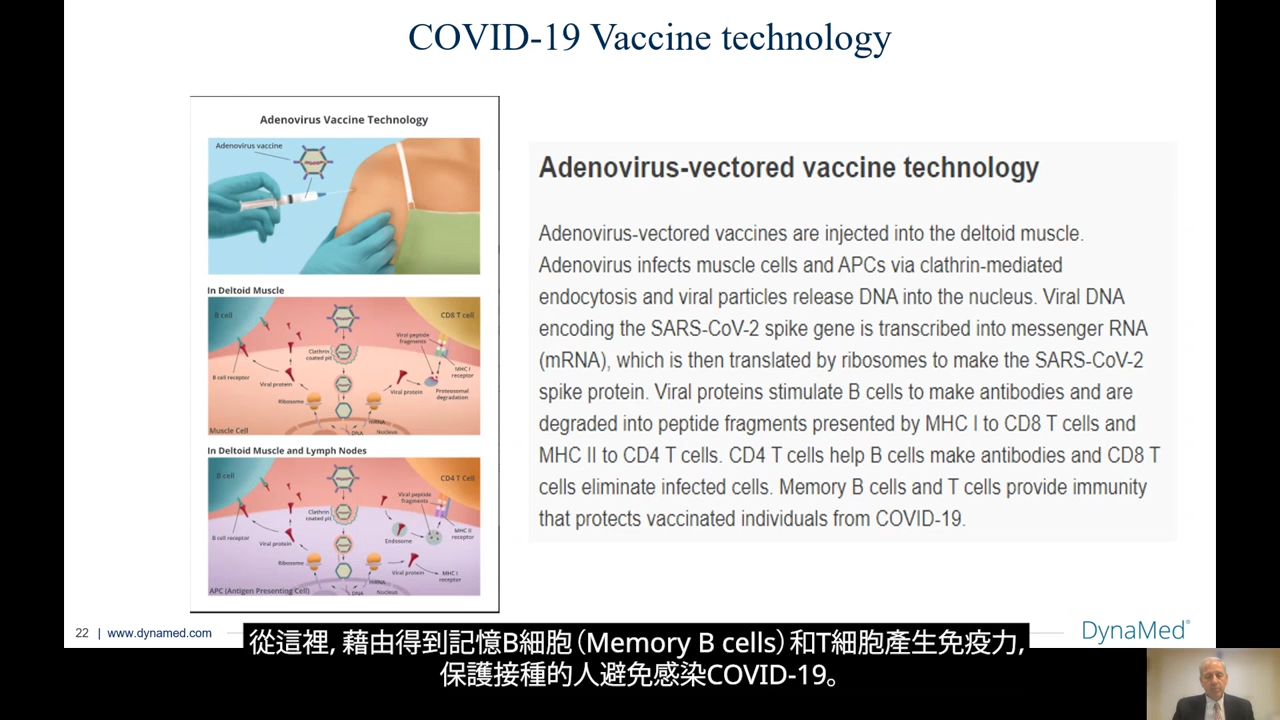 COVID-19 Vaccine technology
Adenovirus Vaccine Technology
Adenovirus vaccine
In Deltoid Muscle
B cell
CD8 T cell
Viral peptide
fragments
Clathrin
coated pit
MHC I
receptor
B cell receptor
Viral protein
Viral protein
Proteosomal
degradation
Ribosome
mRNA
DNA
Nucleus
Muscle Cell
In Deltoid Muscle and Lymph Nodes
B cell
CD4 T Cell
Viral peptide
fragments
Clathrin
coated pit
MHC II
receptor
B cell receptor
Viral protein
Endosome
Ribosome
Viral protein
MHC I
receptor
mRNA
DNA
Nucleus
APC (Antigen Presenting Cell)
Adenovirus-vectored vaccine technology
Adenovirus-vectored vaccines are injected into the deltoid muscle.
Adenovirus infects muscle cells and APCs via clathrin-mediated
endocytosis and viral particles release DNA into the nucleus. Viral DNA
encoding the SARS-CoV-2 spike gene is transcribed into messenger RNA
(mRNA), which is then translated by ribosomes to make the SARS-CoV-2
spike protein. Viral proteins stimulate B cells to make antibodies and are
degraded into peptide fragments presented by MHC I to CD8 T cells and
MHC II to CD4 T cells. CD4 T cells help B cells make antibodies and CD8 T
cells eliminate infected cells. Memory B cells and T cells provide immunity
that protects vaccinated individuals from COVID-19.
22 | www.dynamed.com
DynaMed®
從這裡, 藉由得到記憶B細胞(Memory B cells)和T細胞產生免疫力,
保護接種的人避免感染COVID-19。